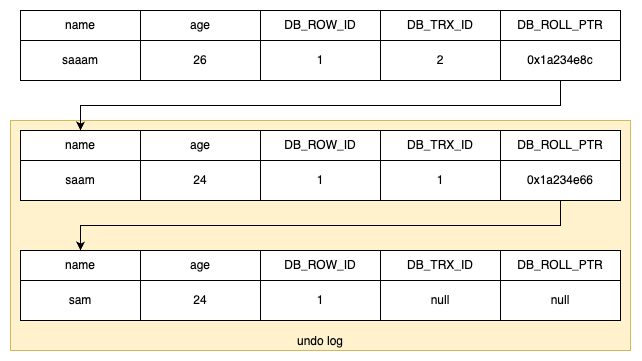 name age DB_ROW_ID DB_TRX_ID DB_ROLL_PTR
saaam 26 1 2 0x1a234e8c
name age DB_ROW_ID DB_TRX_ID DB_ROLL_PTR
saam 24 1 1 0x1a234e66
name age DB_ROW_ID DB_TRX_ID DB_ROLL_PTR
sam 24 1 null null
undo log